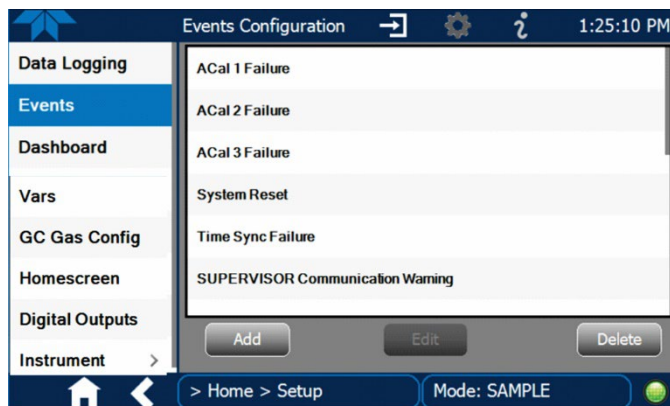 Events Configuration
1:25:10 PM
Data Logging
Events
Dashboard
Vars
GC Gas Config
Homescreen
Digital Outputs
Instrument >
ACal 1 Failure
ACal 2 Failure
ACal 3 Failure
System Reset
Time Sync Failure
SUPERVISOR Communication Warning
Add
Edit
Delete
> Home > Setup
Mode: SAMPLE